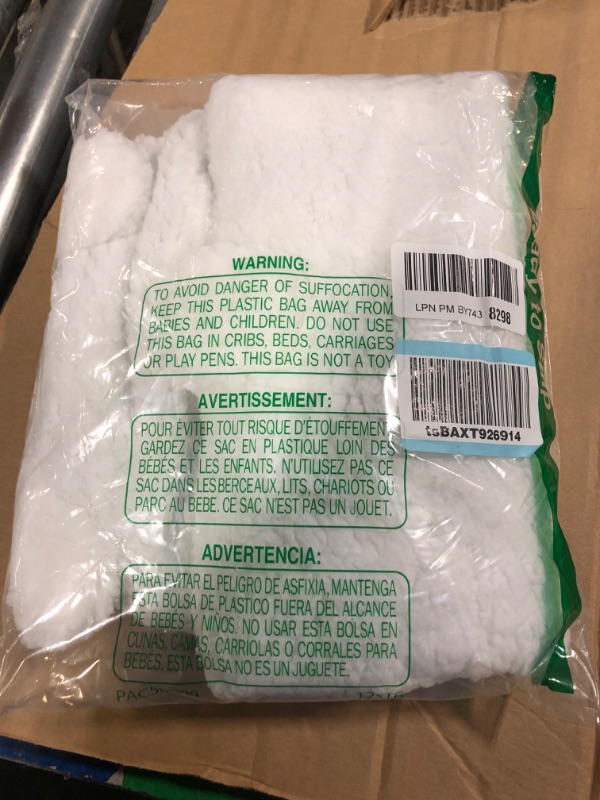 WARNING:
TO AVOID DANGER OF SUFFOCATION,
KEEP THIS PLASTIC BAG AWAY FROM
BABIES AND CHILDREN. DO NOT USE
THIS BAG IN CRIBS, BEDS, CARRIAGES
OR PLAY PENS. THIS BAG IS NOT A TOY
LPN PM BY743 8298
tsBAXT926914
to
AVERTISSEMENT:
POUR ÉVITER TOUT RISQUE D'ÉTOUFFEMEN
GARDEZ CE SAC EN PLASTIQUE LOIN DES
BÉBÉS ET LES ENFANTS. N'UTILISEZ PAS CE
SAC DANS LES BERCEAUX, LITS, CHARIOTS OU
PARC AU BEBE. CE SAC N'EST PAS UN JOUET.
ADVERTENCIA:
PARA EVITAR EL PELIGRO DE ASFIXIA, MANTENGA
ESTA BOLSA DE PLASTICO FUERA DEL ALCANCE
DE BEBÉS Y NIÑOS. NO USAR ESTA BOLSA EN
CUNAS, CAMAS, CARRIOLAS O CORRALES PARA
BEBES. ESTA BOLSA NO ES UN JUGUETE.